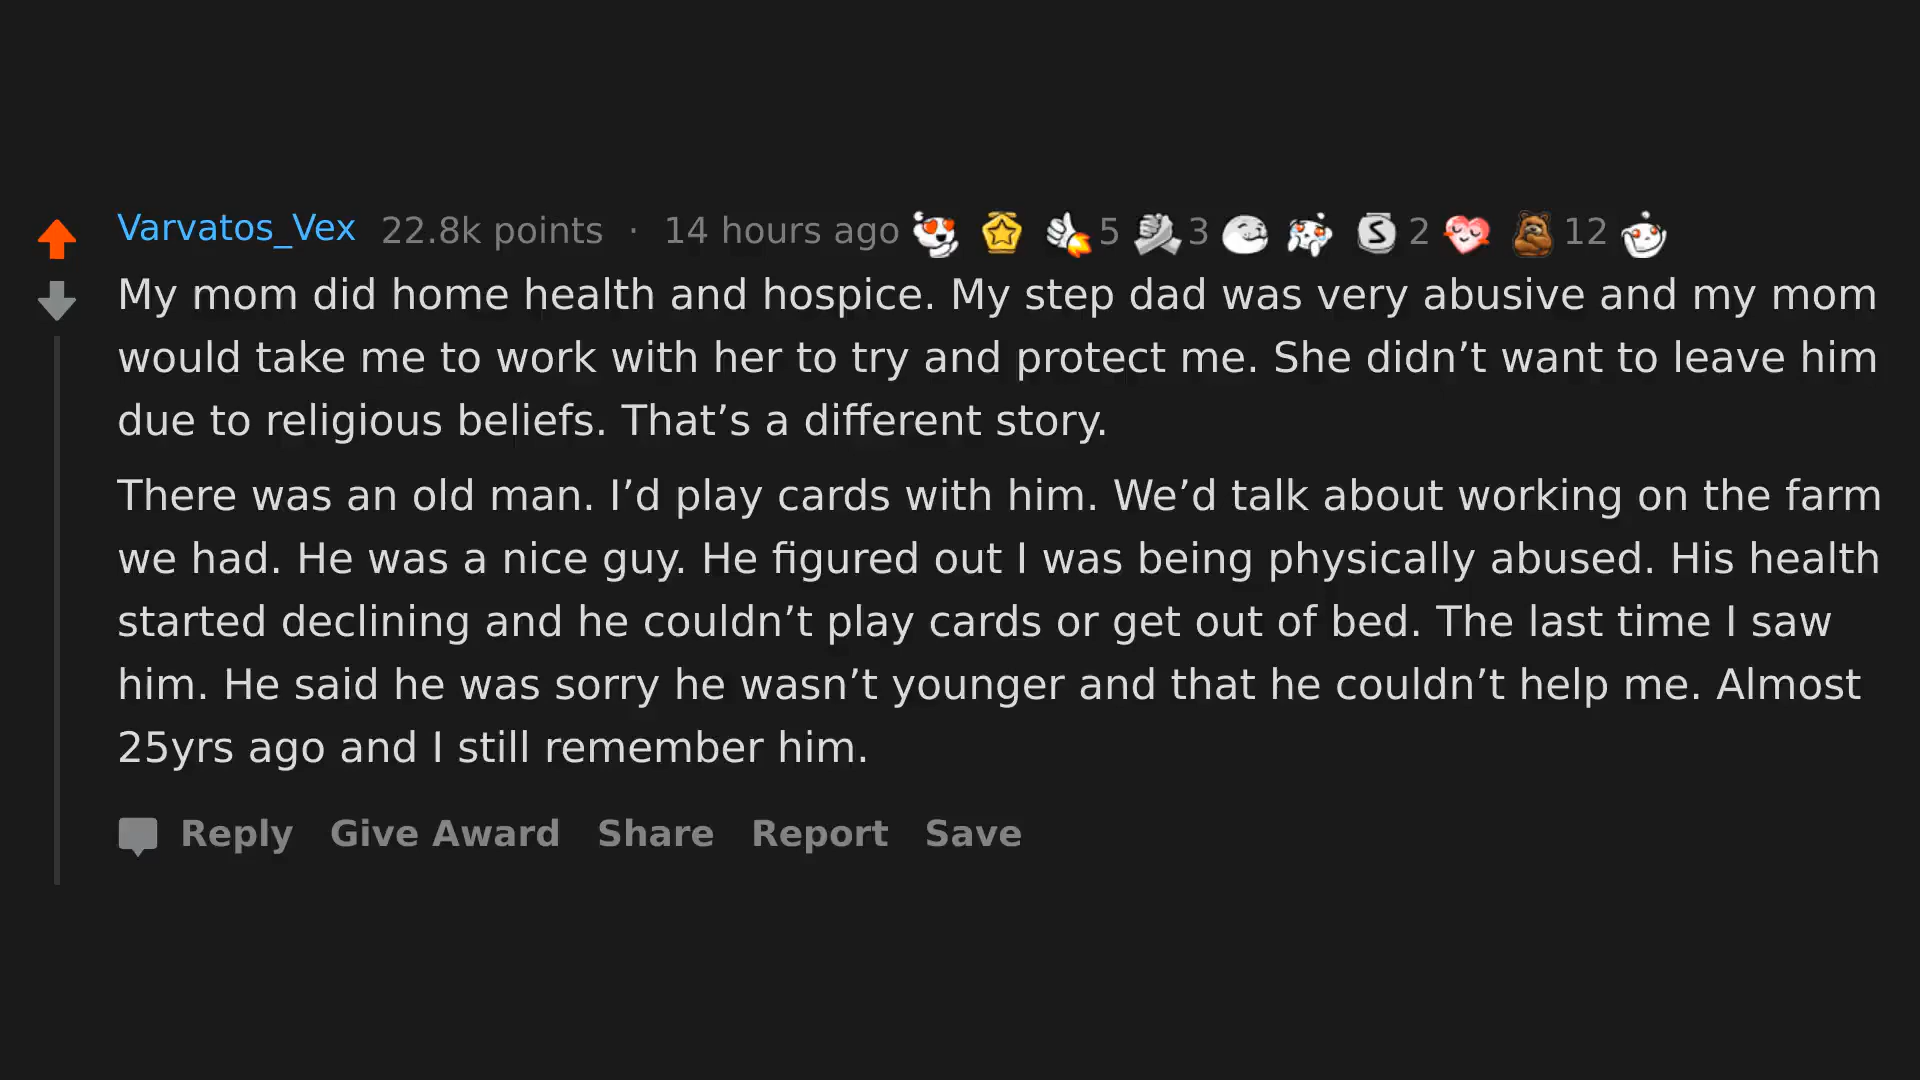 Varvatos_Vex 22.8k points · 14 hours ago 5 3 2 12
My mom did home health and hospice. My step dad was very abusive and my mom
would take me to work with her to try and protect me. She didn’t want to leave him
due to religious beliefs. That’s a different story.
There was an old man. I’d play cards with him. We’d talk about working on the farm
we had. He was a nice guy. He figured out I was being physically abused. His health
started declining and he couldn’t play cards or get out of bed. The last time I saw
him. He said he was sorry he wasn’t younger and that he couldn’t help me. Almost
25yrs ago and I still remember him.
Reply Give Award Share Report Save